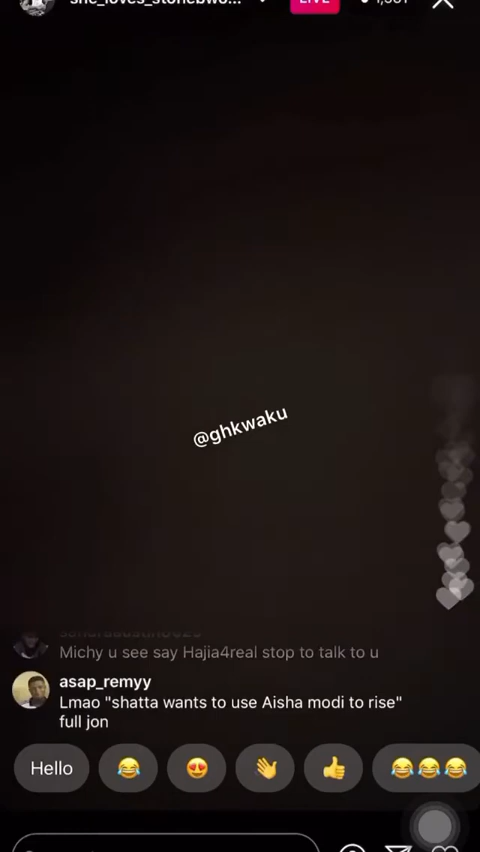 LIVE
@ghkwaku
Michy u see say Hajia4real stop to talk to u
asap_remyy
Lmao "shatta wants to use Aisha modi to rise"
full jon
Hello